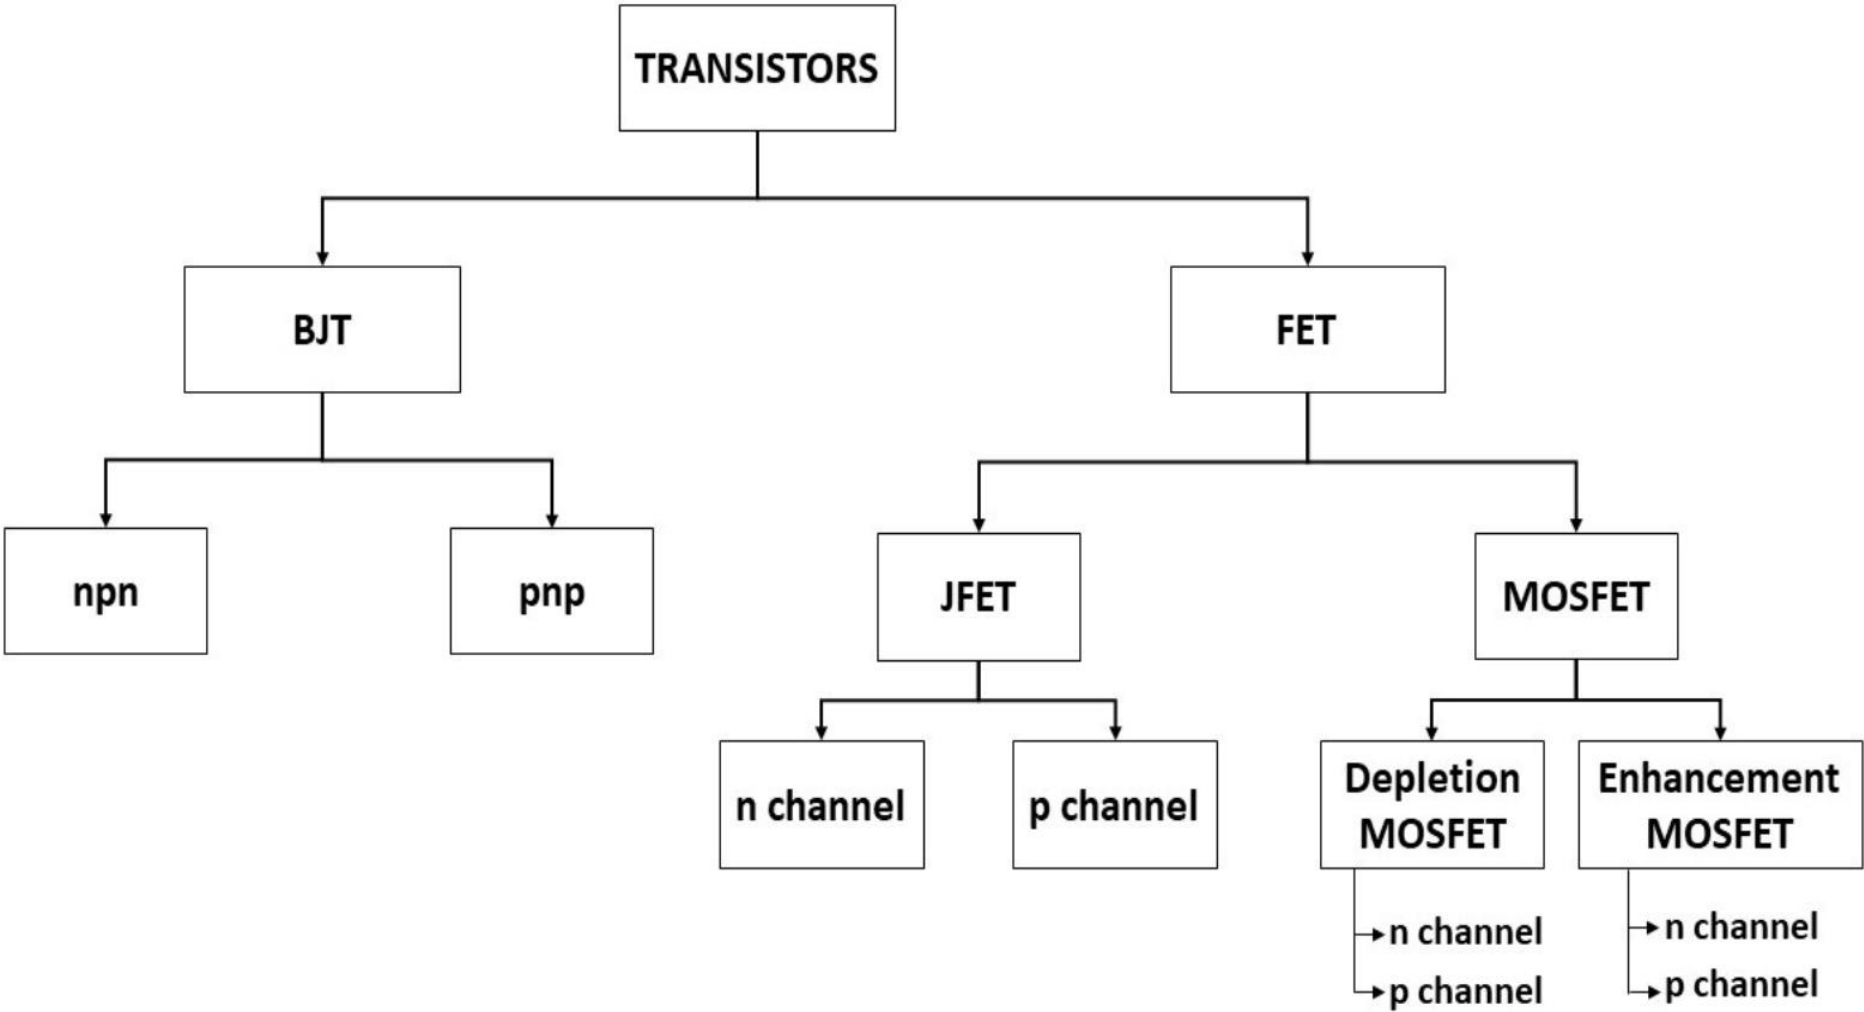 TRANSISTORS
BJT
FET
npn
pnp
JFET
MOSFET
n channel
p channel
Depletion
MOSFET
Enhancement
MOSFET
n channel
p channel
n channel
p channel